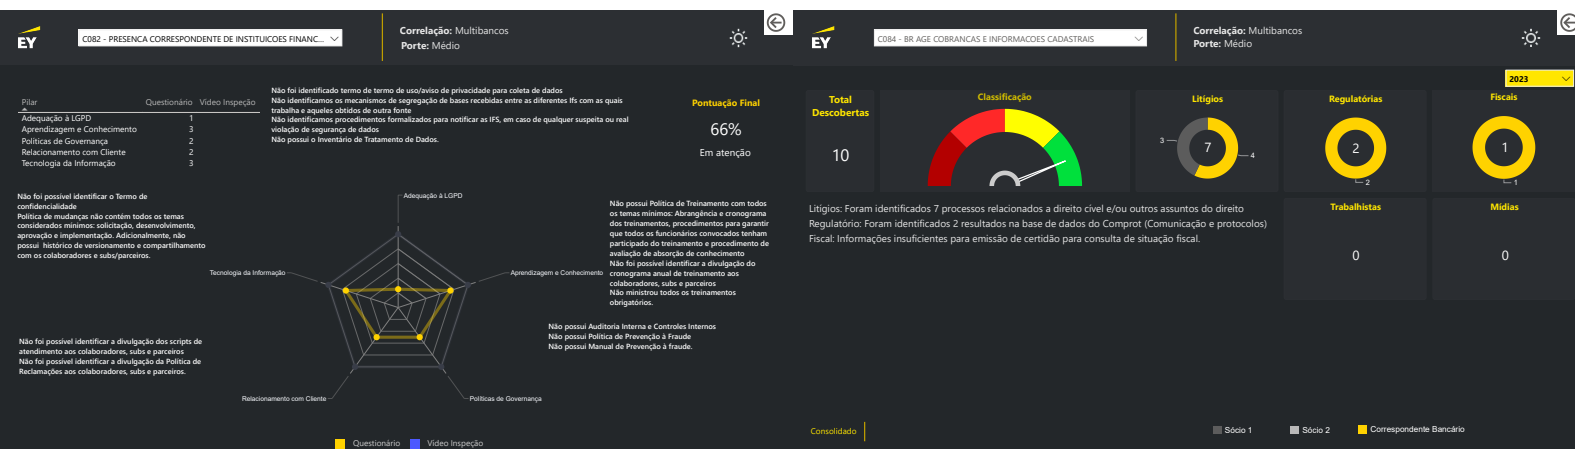 EY
C082 - PRESENCA CORRESPONDENTE DE INSTITUICOES FINANC...
Correlação: Multibancos
Porte: Médio
Pilar Questionário Vídeo Inspeção
Adequação à LGPD 1
Aprendizagem e Conhecimento 3
Políticas de Governança 2
Relacionamento com Cliente 2
Tecnologia da Informação 3
Não foi identificado termo de termo de uso/aviso de privacidade para coleta de dados
Não identificamos os mecanismos de segregação de bases recebidas entre as diferentes Ifs com as quais
trabalha e aqueles obtidos de outra fonte
Não identificamos procedimentos formalizados para notificar as IFS, em caso de qualquer suspeita ou real
violação de segurança de dados
Não possui o Inventário de Tratamento de Dados.
Pontuação Final
66%
Em atenção
Não foi possível identificar o Termo de
confidencialidade
Política de mudanças não contém todos os temas
considerados mínimos: solicitação, desenvolvimento,
aprovação e implementação. Adicionalmente, não
possui histórico de versionamento e compartilhamento
com os colaboradores e subs/parceiros.
Adequação à LGPD
Tecnologia da Informação
Aprendizagem e Conhecimento
Relacionamento com Cliente
Políticas de Governança
Não possui Política de Treinamento com todos
os temas mínimos: Abrangência e cronograma
dos treinamentos, procedimentos para garantir
que todos os funcionários convocados tenham
participado do treinamento e procedimento de
avaliação de absorção de conhecimento
Não foi possível identificar a divulgação do
cronograma anual de treinamento aos
colaboradores, subs e parceiros
Não ministrou todos os treinamentos
obrigatórios.
Não possui Auditoria Interna e Controles Internos
Não possui Política de Prevenção à Fraude
Não possui Manual de Prevenção à fraude.
Não foi possível identificar a divulgação dos scripts de
atendimento aos colaboradores, subs e parceiros
Não foi possível identificar a divulgação da Política de
Reclamações aos colaboradores, subs e parceiros.
Questionário Vídeo Inspeção
EY
C084 - BR AGE COBRANCAS E INFORMACOES CADASTRAIS
Correlação: Multibancos
Porte: Médio
2023
Total
Descobertas
10
Classificação
Litígios
3
7
4
Regulatórias
2
2
Fiscais
1
1
Litígios: Foram identificados 7 processos relacionados a direito cível e/ou outros assuntos do direito
Regulatório: Foram identificados 2 resultados na base de dados do Comprot (Comunicação e protocolos)
Fiscal: Informações insuficientes para emissão de certidão para consulta de situação fiscal.
Trabalhistas
0
Mídias
0
Consolidado
Sócio 1 Sócio 2 Correspondente Bancário